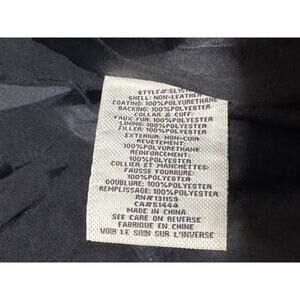 SHELL: NON-LEATHER
COATING: 100%POLYURETHANE
BACKING: 100%POLYESTER
COLLAR & CUFF:
FAUX FUR: 100%POLYESTER
LINING: 100%POLYESTER
FILLER: 100%POLYESTER
EXTERIUR: NON-CUIR
REVETEMENT:
100%POLYURETHANE
REINFORCEMENT:
100%POLYESTER
COLLIER ET MANCHETTES:
FAUSSE FOURRURE:
100%POLYESTER
DOUBLURE: 100%POLYESTER
REMPLISSAGE: 100%POLYESTER
RN#131159
CA#51444
MADE IN CHINA
SEE CARE ON REVERSE
FABRIQUE EN CHINE
VOIR LE SOIN SUR L'INVERSE